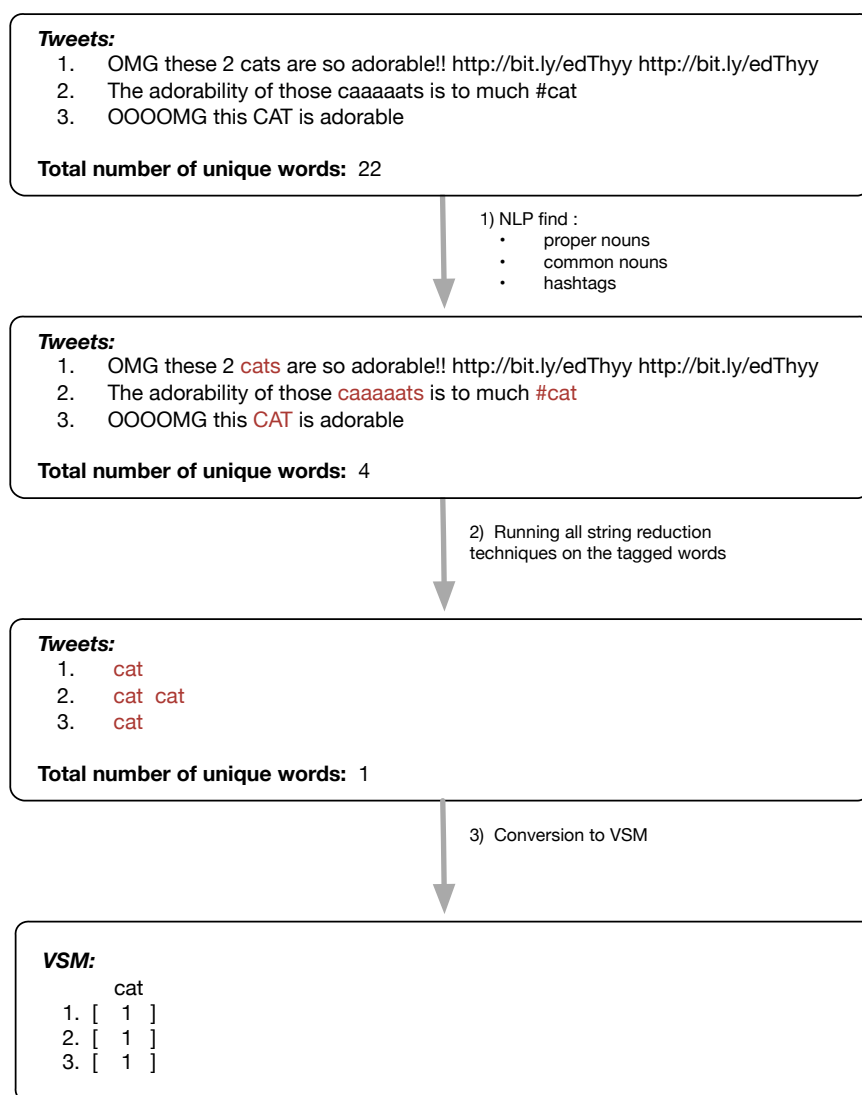 Tweets:
1. OMG these 2 cats are so adorable!! http://bit.ly/edThyy http://bit.ly/edThyy
2. The adorability of those caaaaats is to much #cat
3. OOOOMG this CAT is adorable
Total number of unique words: 22
1) NLP find :
• proper nouns
• common nouns
• hashtags
Tweets:
1. OMG these 2 cats are so adorable!! http://bit.ly/edThyy http://bit.ly/edThyy
2. The adorability of those caaaaats is to much #cat
3. OOOOMG this CAT is adorable
Total number of unique words: 4
2) Running all string reduction
techniques on the tagged words
Tweets:
1. cat
2. cat cat
3. cat
Total number of unique words: 1
3) Conversion to VSM
VSM:
cat
1. [ 1 ]
2. [ 1 ]
3. [ 1 ]